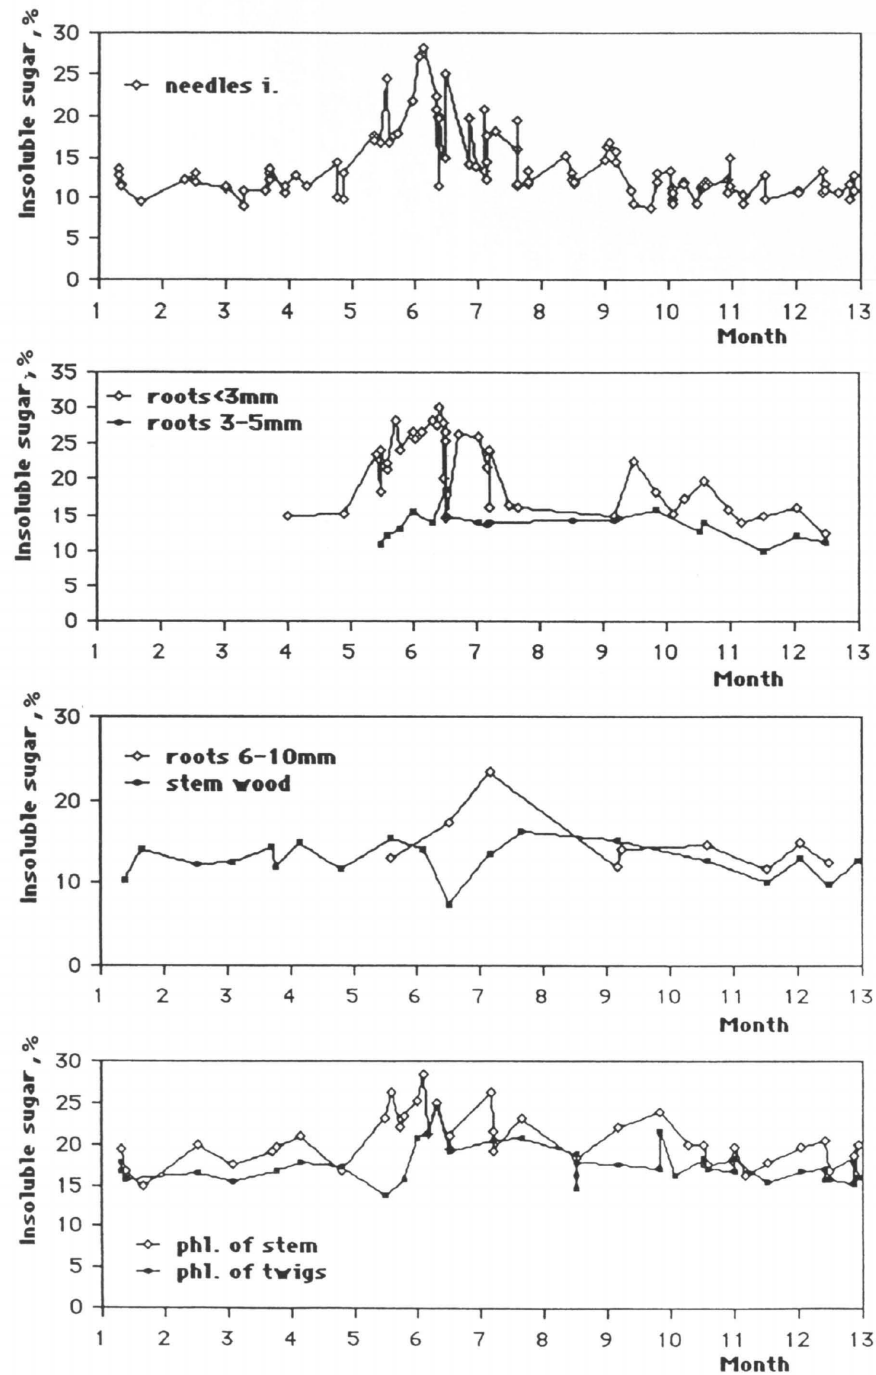 Insoluble sugar, %
30
25
20
15
10
5
0
needles i.
1 2 3 4 5 6 7 8 9 10 11 12 13
Month
Insoluble sugar, %
35
30
25
20
15
10
5
0
roots<3mm
roots 3-5mm
1 2 3 4 5 6 7 8 9 10 11 12 13
Month
Insoluble sugar, %
30
20
10
0
roots 6-10mm
stem wood
1 2 3 4 5 6 7 8 9 10 11 12 13
Month
Insoluble sugar, %
30
25
20
15
10
5
0
phl. of stem
phl. of twigs
1 2 3 4 5 6 7 8 9 10 11 12 13
Month